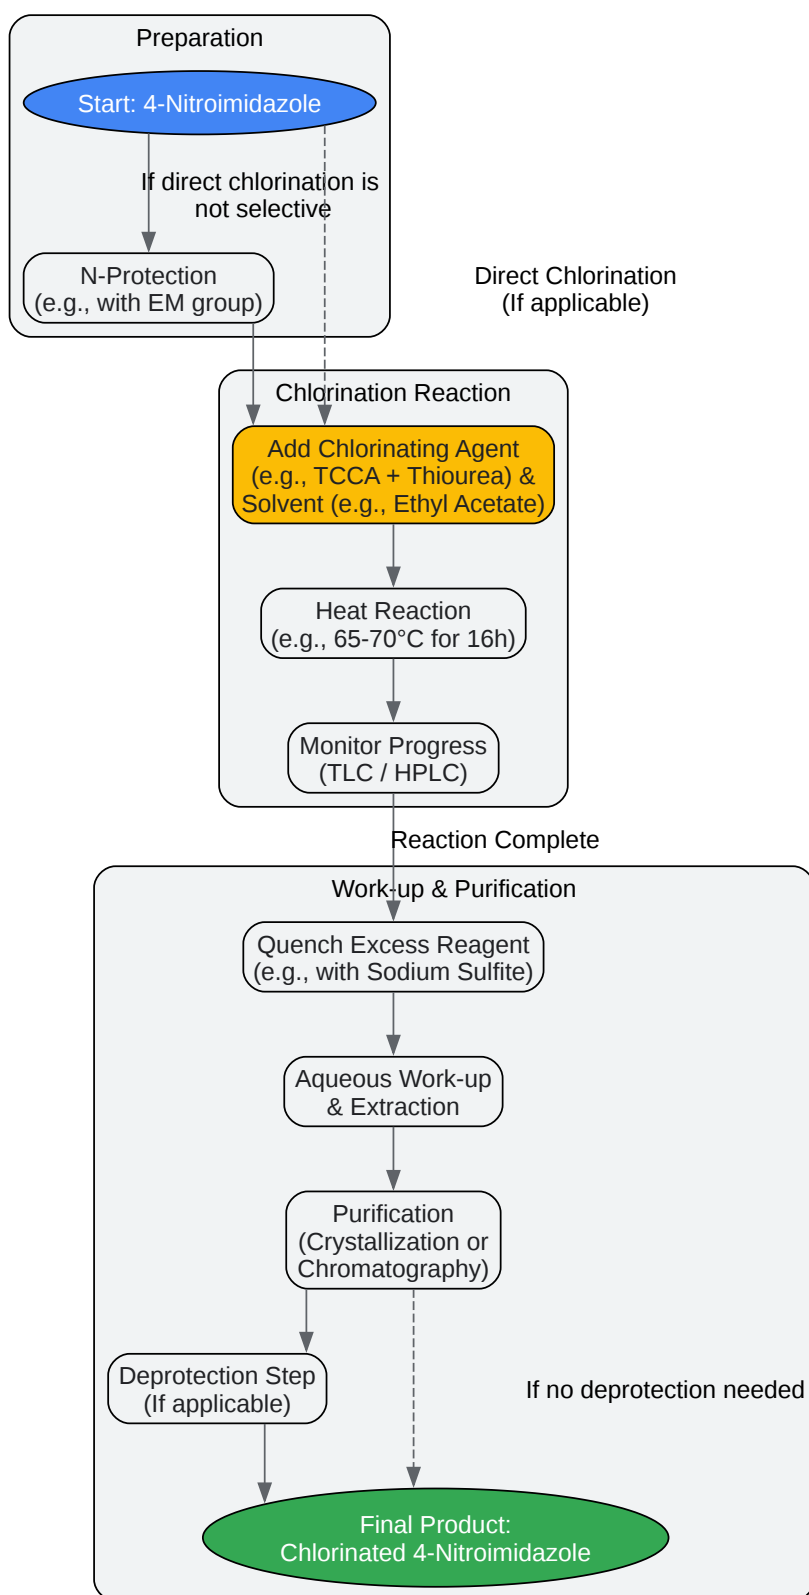 Preparation
Start: 4-Nitroimidazole
If direct chlorination is
not selective
N-Protection
(e.g., with EM group)
Direct Chlorination
(If applicable)
Chlorination Reaction
Add Chlorinating Agent
(e.g., TCCA + Thiourea) &
Solvent (e.g., Ethyl Acetate)
Heat Reaction
(e.g., 65-70°C for 16h)
Monitor Progress
(TLC / HPLC)
Reaction Complete
Work-up & Purification
Quench Excess Reagent
(e.g., with Sodium Sulfite)
Aqueous Work-up
& Extraction
Purification
(Crystallization or
Chromatography)
Deprotection Step
(If applicable)
If no deprotection needed
Final Product:
Chlorinated 4-Nitroimidazole